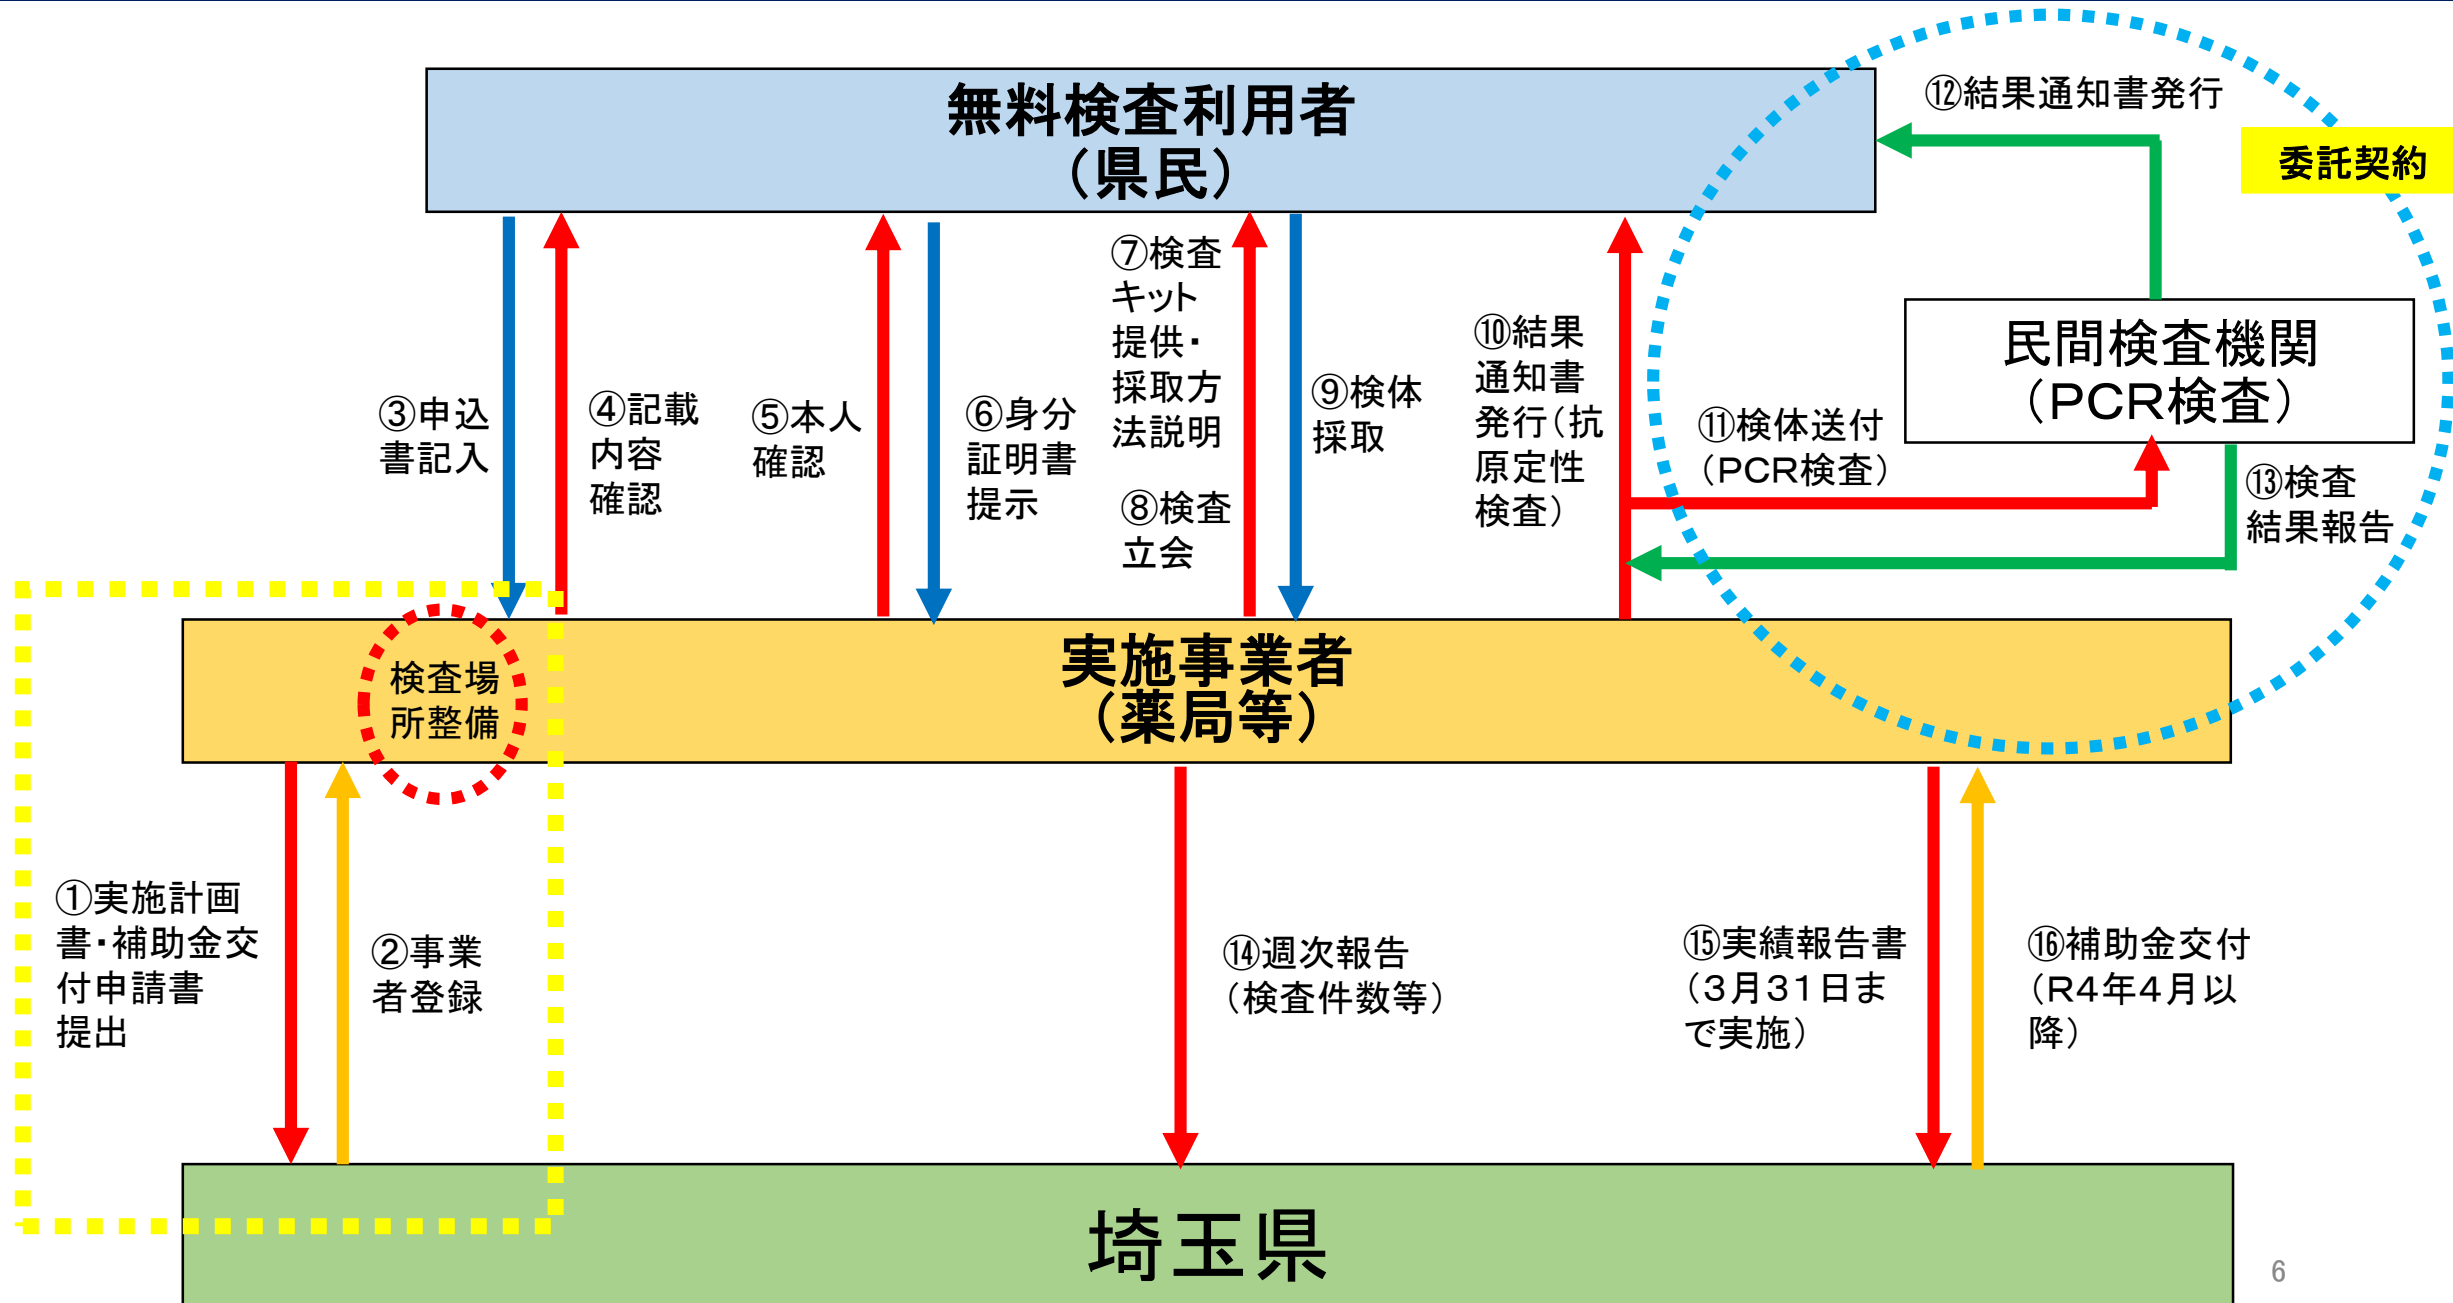 無料検査利用者
（県民）
⑫結果通知書発行
委託契約
民間検査機関
（ＰＣＲ検査）
③申込
書記入
④記載
内容
確認
⑤本人
確認
⑥身分
証明書
提示
⑦検査
キット
提供・
採取方
法説明
⑧検査
立会
⑨検体
採取
⑩結果
通知書
発行（抗
原定性
検査）
⑪検体送付
（ＰＣＲ検査）
⑬検査
結果報告
検査場
所整備
実施事業者
（薬局等）
①実施計画
書・補助金交
付申請書
提出
②事業
者登録
⑭週次報告
（検査件数等）
⑮実績報告書
（３月３１日ま
で実施）
⑯補助金交付
（Ｒ４年４月以
降）
埼玉県
6